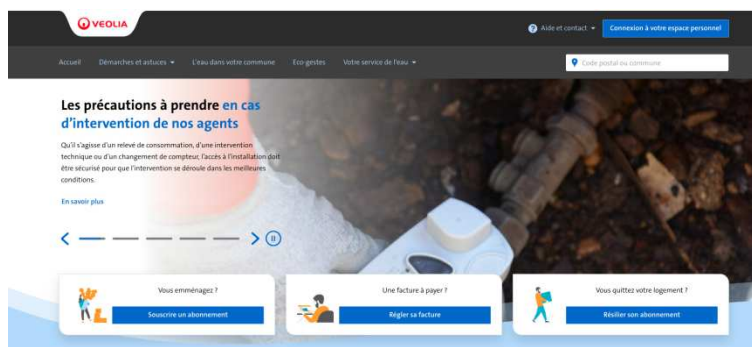 VEOLIA
Aide et contact
Connexion à votre espace personnel
Accueil Démarches et astuces L'eau dans votre commune Eco-gestes Votre service de l'eau
Code postal ou commune
Les précautions à prendre en cas
d'intervention de nos agents
Qu'il s'agisse d'un relevé de consommation, d'une intervention
technique ou d'un changement de compteur, l'accès à l'installation doit
être sécurisé pour que l'intervention se déroule dans les meilleures
conditions.
En savoir plus
Vous emménagez ?
Souscrire un abonnement
Une facture à payer ?
Régler sa facture
Vous quittez votre logement ?
Résilier son abonnement